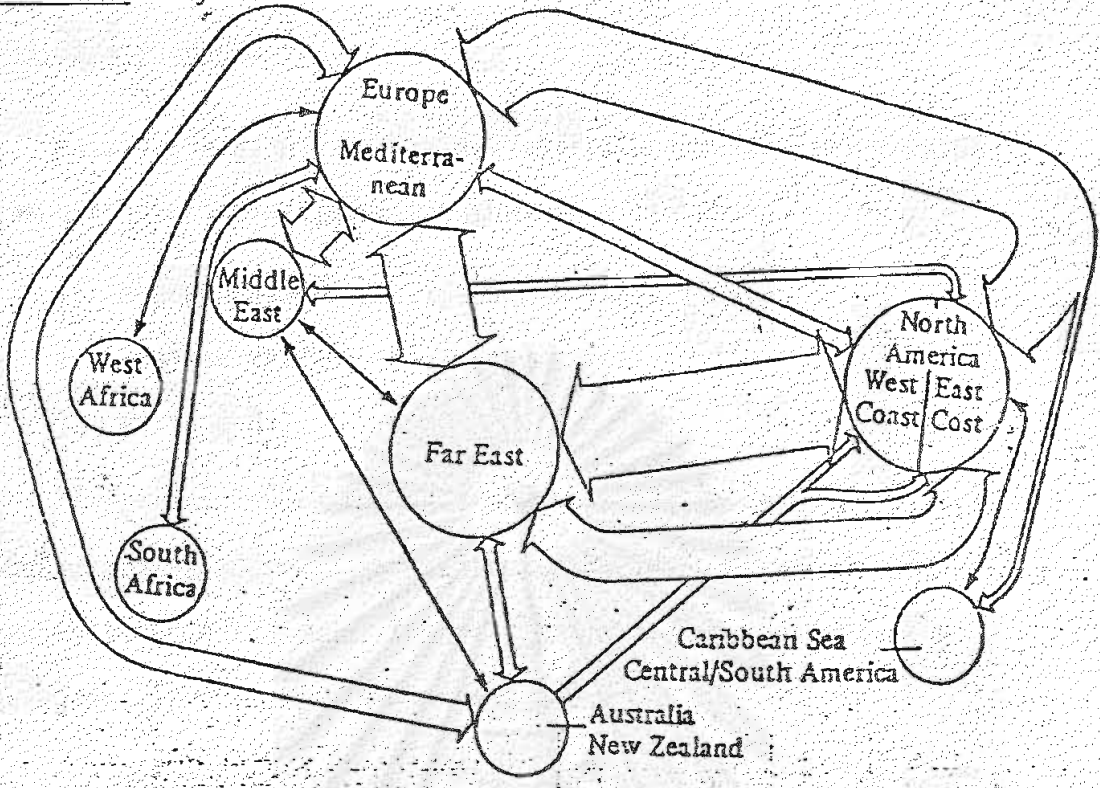 Europe
Mediterra-
nean
Middle
East
West
Africa
North
America
West East
Coast Cost
Far East
South
Africa
Caribbean Sea
Central/South America
Australia
New Zealand